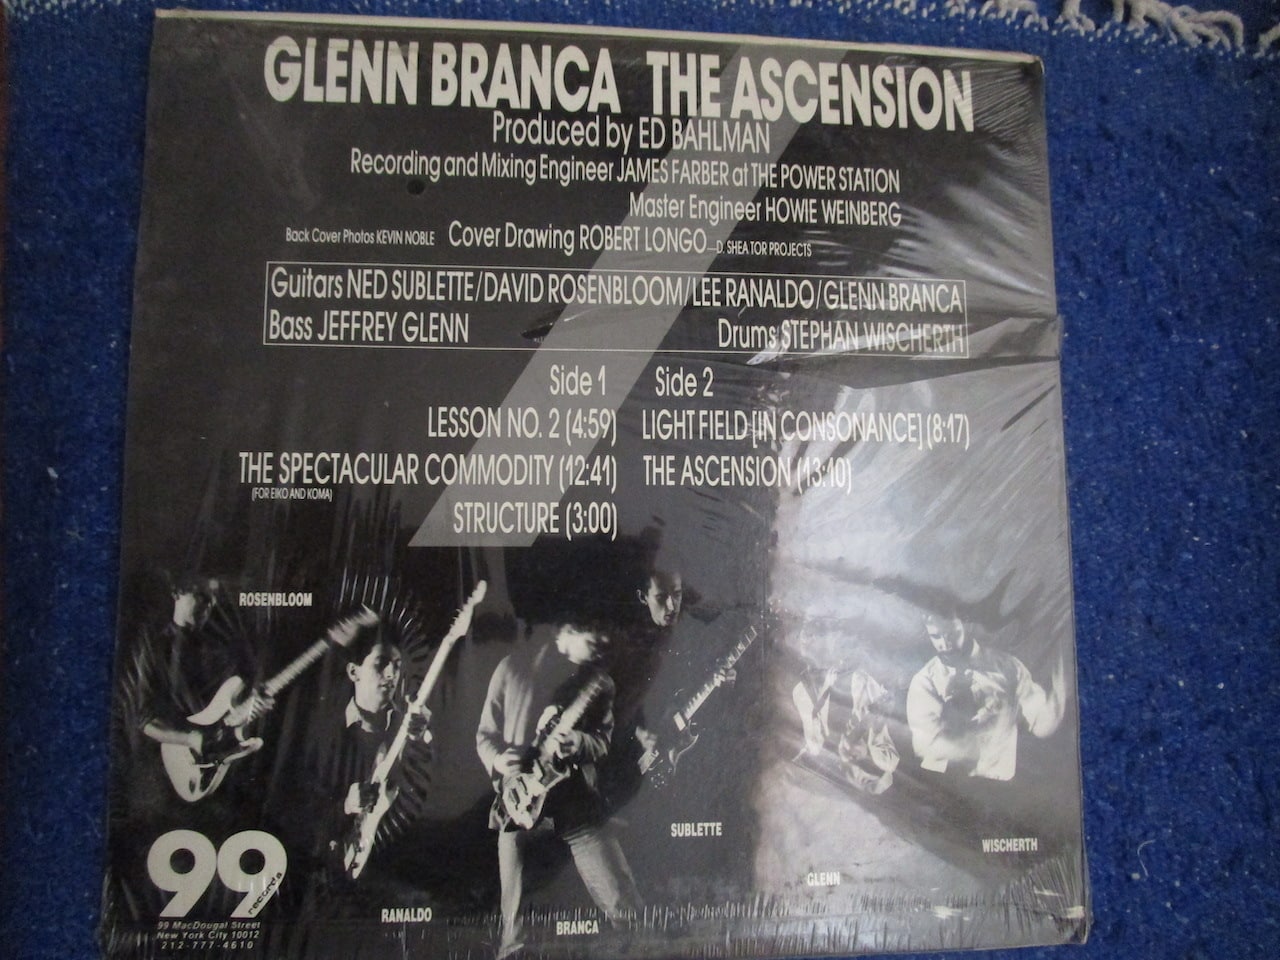 GLENN BRANCA THE ASCENSION
Produced by ED BAHLMAN
Recording and Mixing Engineer JAMES FARBER at THE POWER STATION
Master Engineer HOWIE WEINBERG
Back Cover Photos KEVIN NOBLE Cover Drawing ROBERT LONGO—D. SHEA TOR PROJECTS
Guitars NED SUBLETTE/DAVID ROSENBLOOM/LEE RANALDO/GLENN BRANCA
Bass JEFFREY GLENN Drums STEPHAN WISCHERTH
Side 1
LESSON NO. 2 (4:59)
THE SPECTACULAR COMMODITY (12:41)
(FOR EIKO AND KOMA)
STRUCTURE (3:00)
Side 2
LIGHT FIELD [IN CONSONANCE] (8:17)
THE ASCENSION (13:10)
ROSENBLOOM
RANALDO
BRANCA
SUBLETTE
GLENN
WISCHERTH
99
records
99 MacDougal Street
New York City 10012
212-777-4610